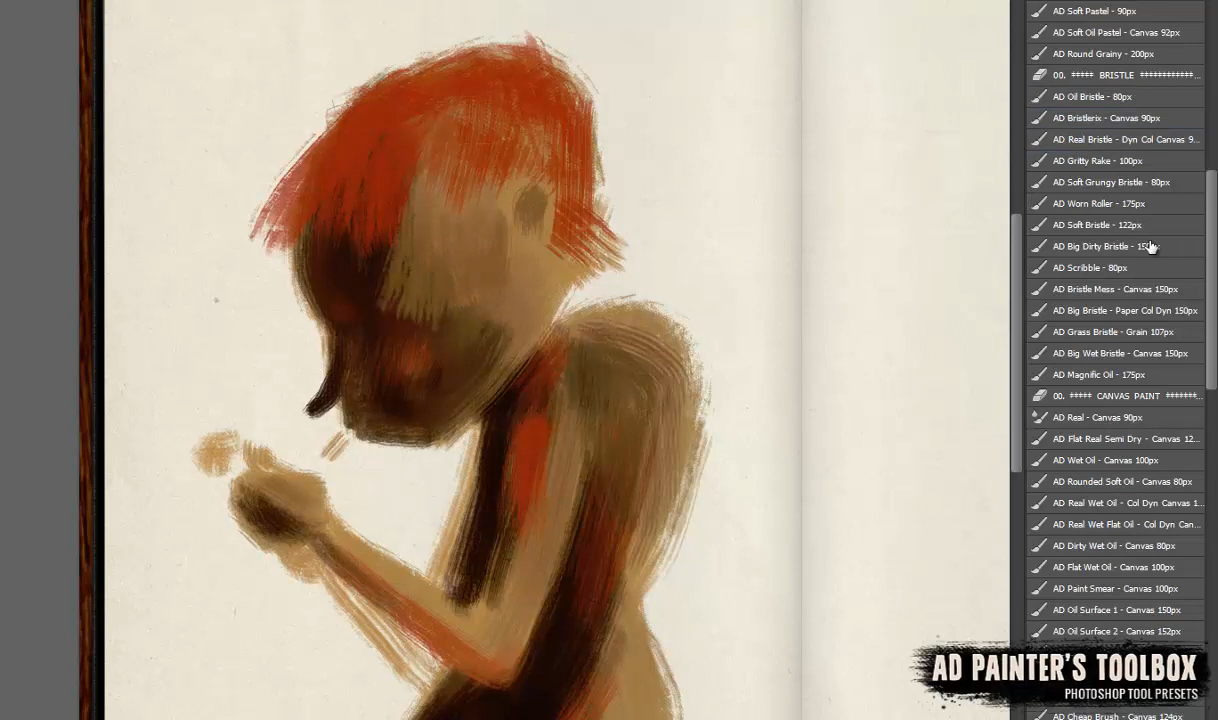 AD Soft Pastel - 90px
AD Soft Oil Pastel - Canvas 92px
AD Round Grainy - 200px
00. ***** BRISTLE ************...
AD Oil Bristle - 80px
AD Bristlerix - Canvas 90px
AD Real Bristle - Dyn Col Canvas 9...
AD Gritty Rake - 100px
AD Soft Grungy Bristle - 80px
AD Worn Roller - 175px
AD Soft Bristle - 122px
AD Big Dirty Bristle -
AD Scribble - 80px
AD Bristle Mess - Canvas 150px
AD Big Bristle - Paper Col Dyn 150px
AD Grass Bristle - Grain 107px
AD Big Wet Bristle - Canvas 150px
AD Magnific Oil - 175px
00. ***** CANVAS PAINT *******...
AD Real - Canvas 90px
AD Flat Real Semi Dry - Canvas 12...
AD Wet Oil - Canvas 100px
AD Rounded Soft Oil - Canvas 80px
AD Real Wet Oil - Col Dyn Canvas 1...
AD Real Wet Flat Oil - Col Dyn Can...
AD Dirty Wet Oil - Canvas 80px
AD Flat Wet Oil - Canvas 100px
AD Paint Smear - Canvas 100px
AD Oil Surface 1 - Canvas 150px
AD Oil Surface 2 - Canvas 152px
AD PAINTER'S TOOLBOX
PHOTOSHOP TOOL PRESETS
AD Cheap Brush - Canvas 124px